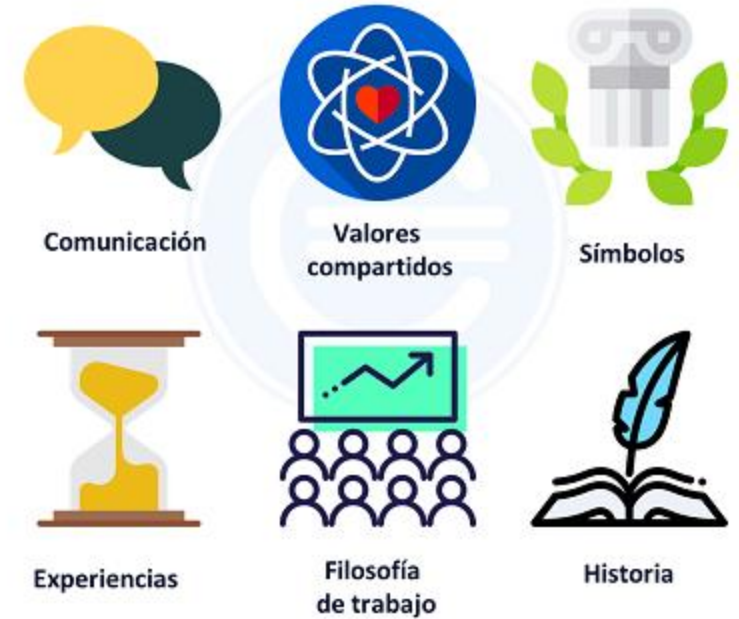 Comunicación
Valores
compartidos
Símbolos
Experiencias
Filosofía
de trabajo
Historia